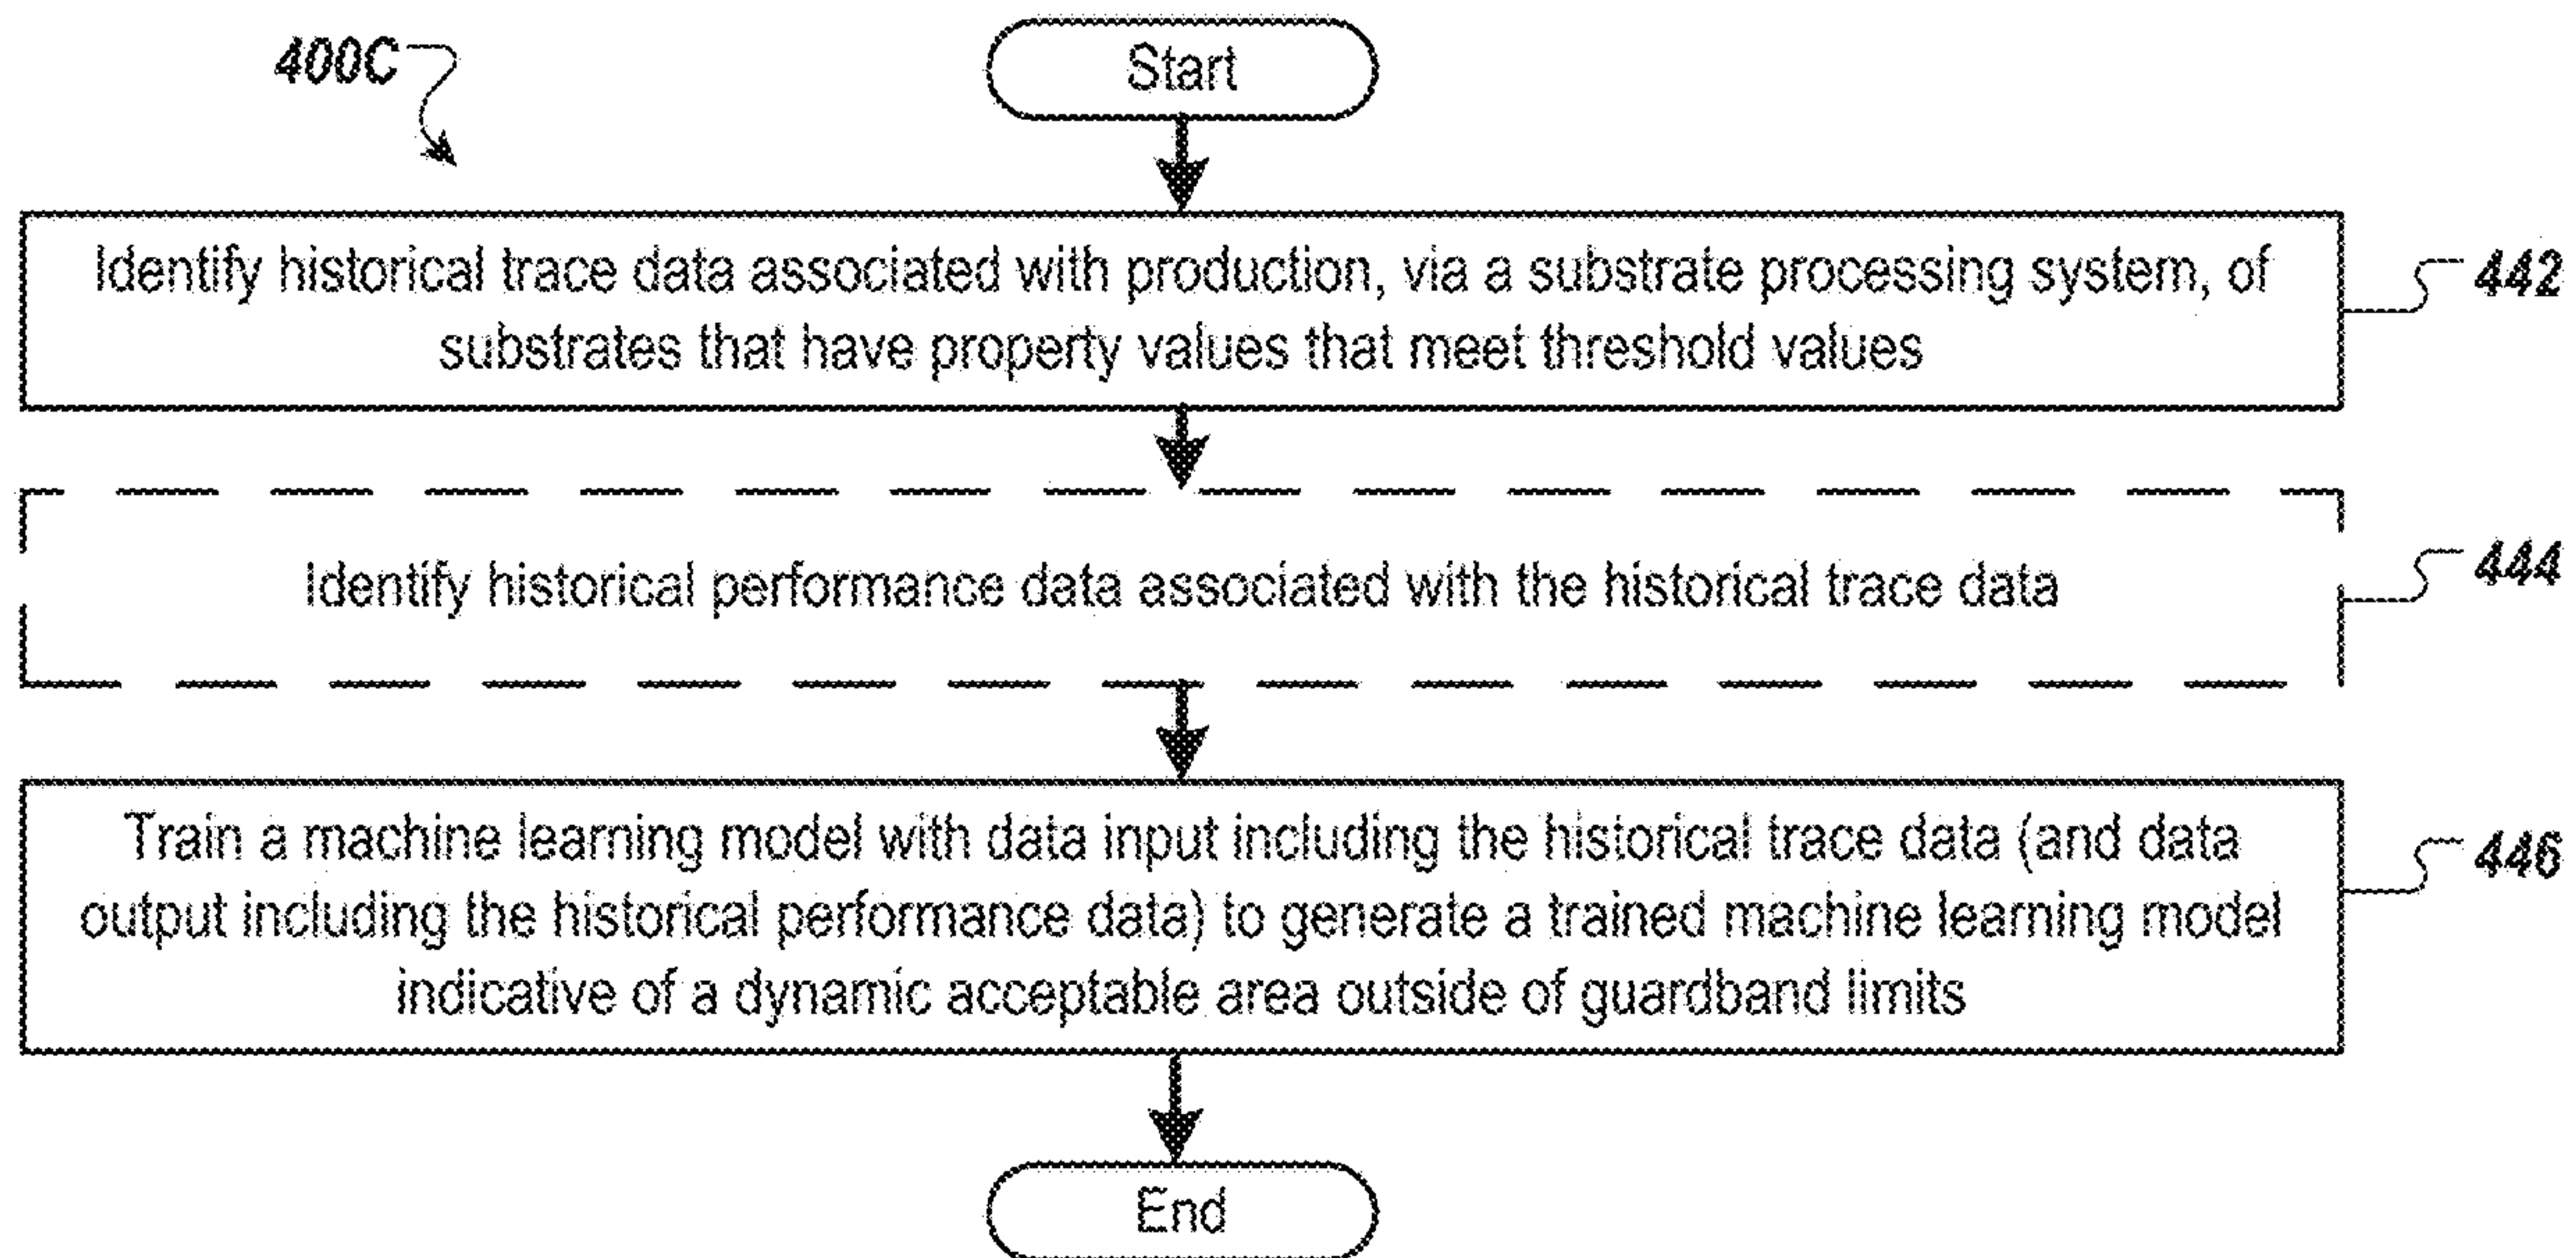 400C
Start
Identify historical trace data associated with production, via a substrate processing system, of
substrates that have property values that meet threshold values
442
Identify historical performance data associated with the historical trace data
444
Train a machine learning model with data input including the historical trace data (and data
output including the historical performance data) to generate a trained machine learning model
indicative of a dynamic acceptable area outside of guardband limits
446
End